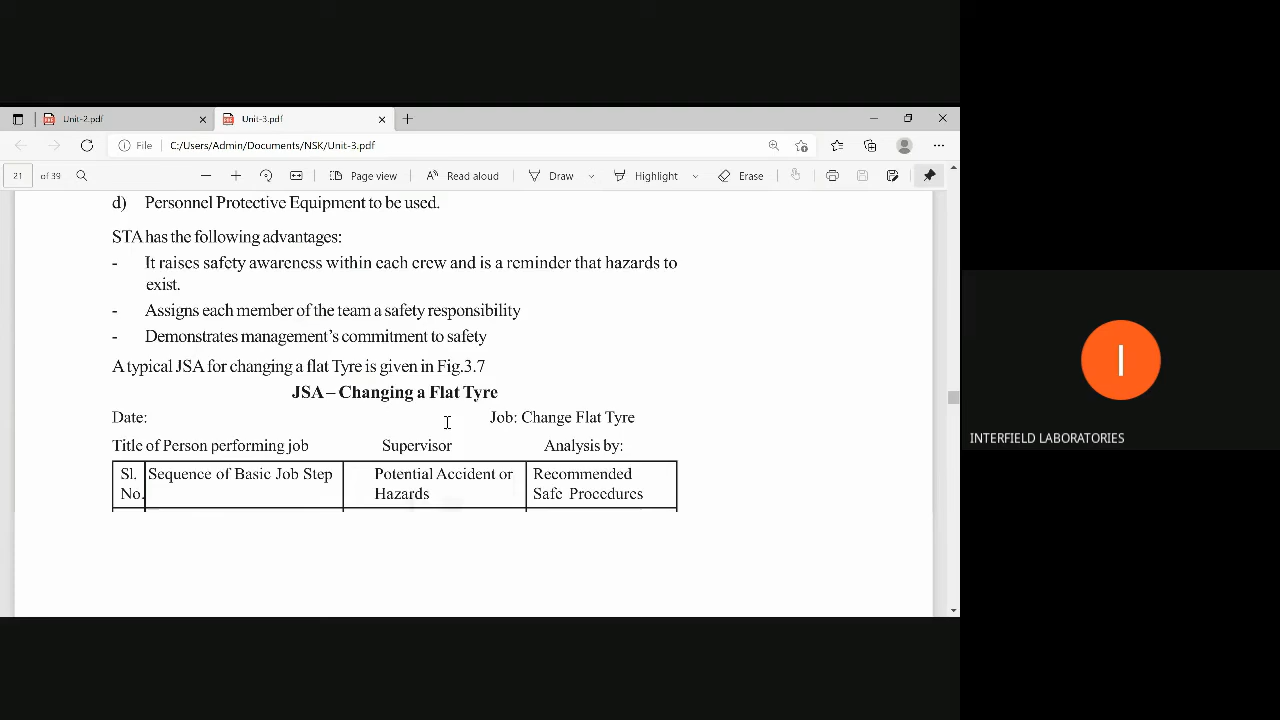 Unit-2.pdf
Unit-3.pdf
File C:/Users/Admin/Documents/NSK/Unit-3.pdf
21 of 39 Page view Read aloud Draw Highlight Erase
d) Personnel Protective Equipment to be used.
STA has the following advantages:
- It raises safety awareness within each crew and is a reminder that hazards to
exist.
- Assigns each member of the team a safety responsibility
- Demonstrates management's commitment to safety
A typical JSA for changing a flat Tyre is given in Fig.3.7
JSA – Changing a Flat Tyre
Date: Job: Change Flat Tyre
Title of Person performing job Supervisor Analysis by:
Sl. Sequence of Basic Job Step Potential Accident or Recommended
No. Hazards Safe Procedures
I
INTERFIELD LABORATORIES